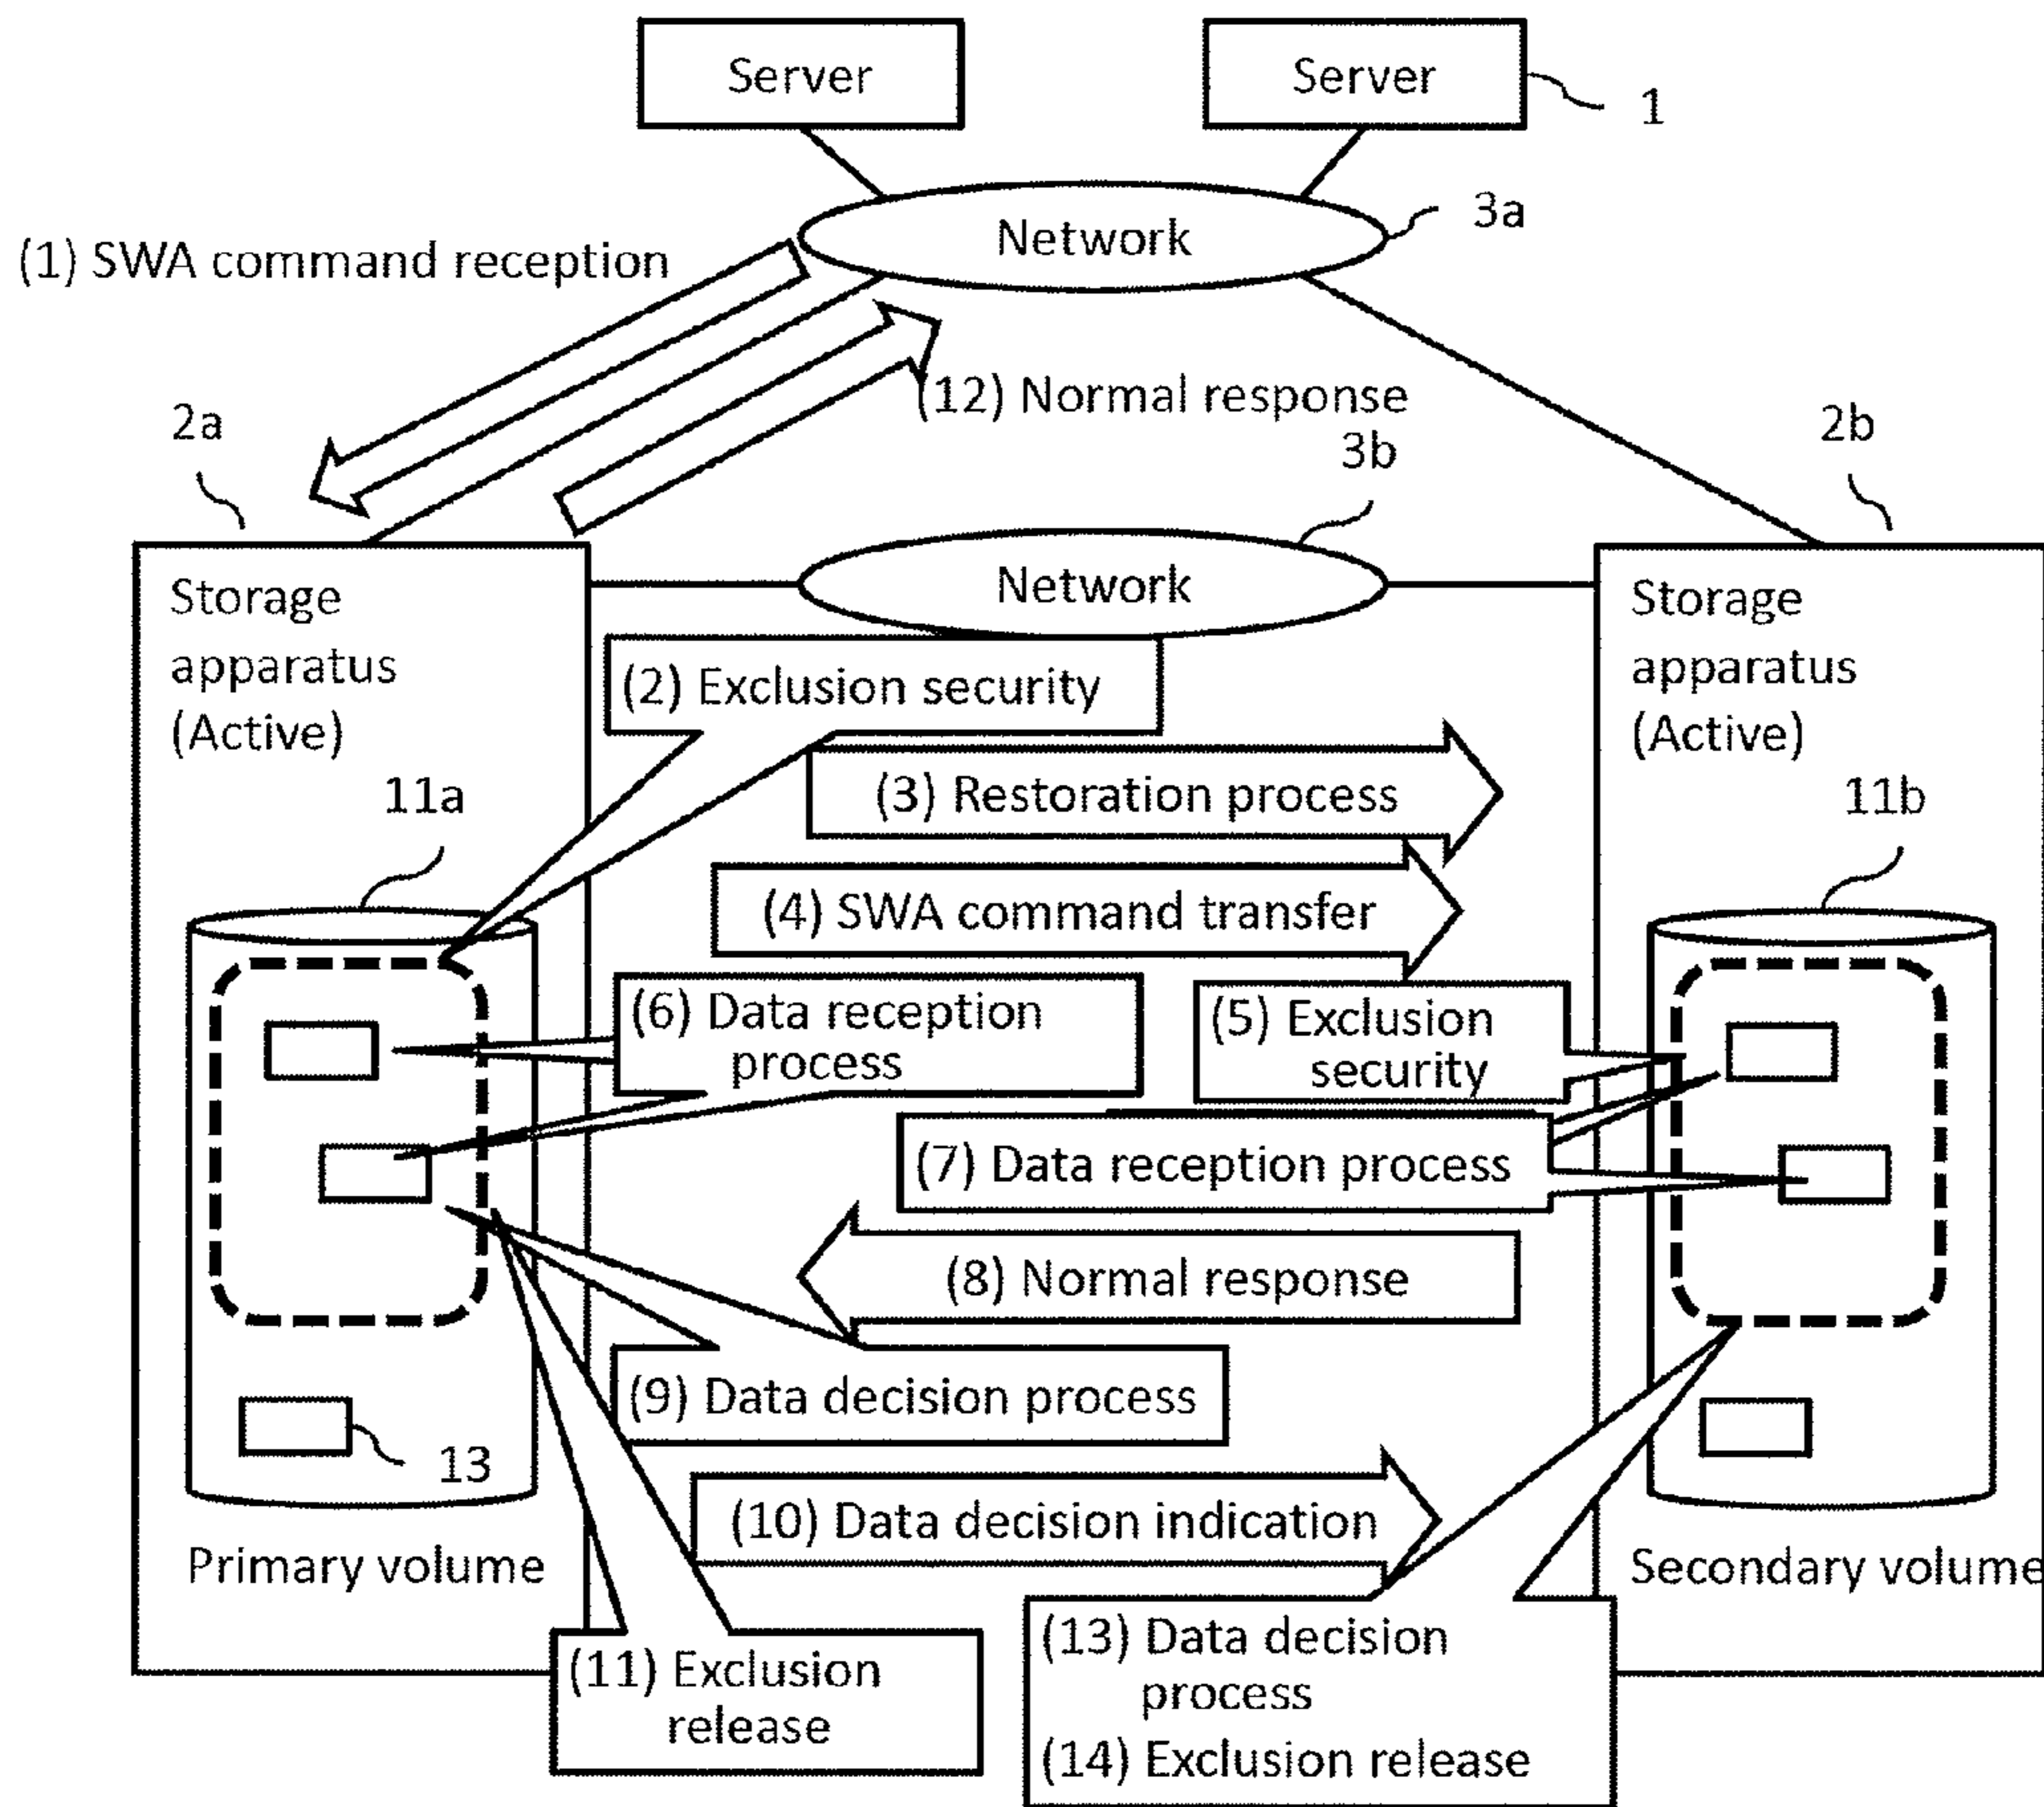 Server
Server
1
Network
3a
(1) SWA command reception
(12) Normal response
2a
3b
2b
Network
Storage
apparatus
(Active)
Storage
apparatus
(Active)
(2) Exclusion security
(3) Restoration process
11a
11b
(4) SWA command transfer
(6) Data reception
process
(5) Exclusion
security
(7) Data reception process
(8) Normal response
(9) Data decision process
13
(10) Data decision indication
Primary volume
Secondary volume
(11) Exclusion
release
(13) Data decision
process
(14) Exclusion release